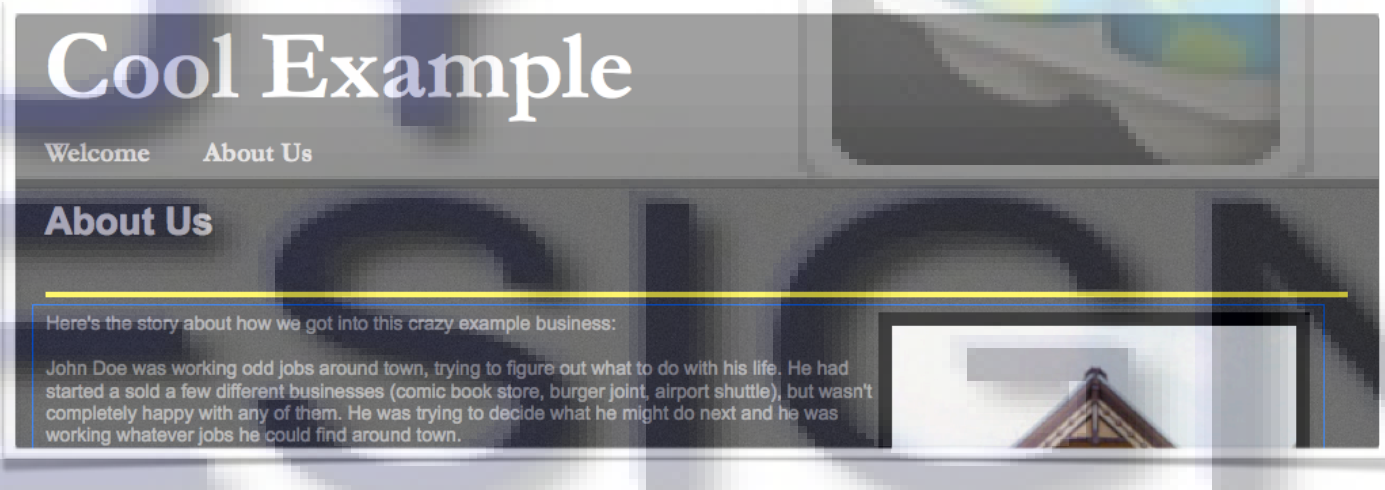 Cool Example
Welcome About Us
About Us
ESIGN
Here's the story about how we got into this crazy example business:
John Doe was working odd jobs around town, trying to figure out what to do with his life. He had
started a sold a few different businesses (comic book store, burger joint, airport shuttle), but wasn't
completely happy with any of them. He was trying to decide what he might do next and he was
working whatever jobs he could find around town.